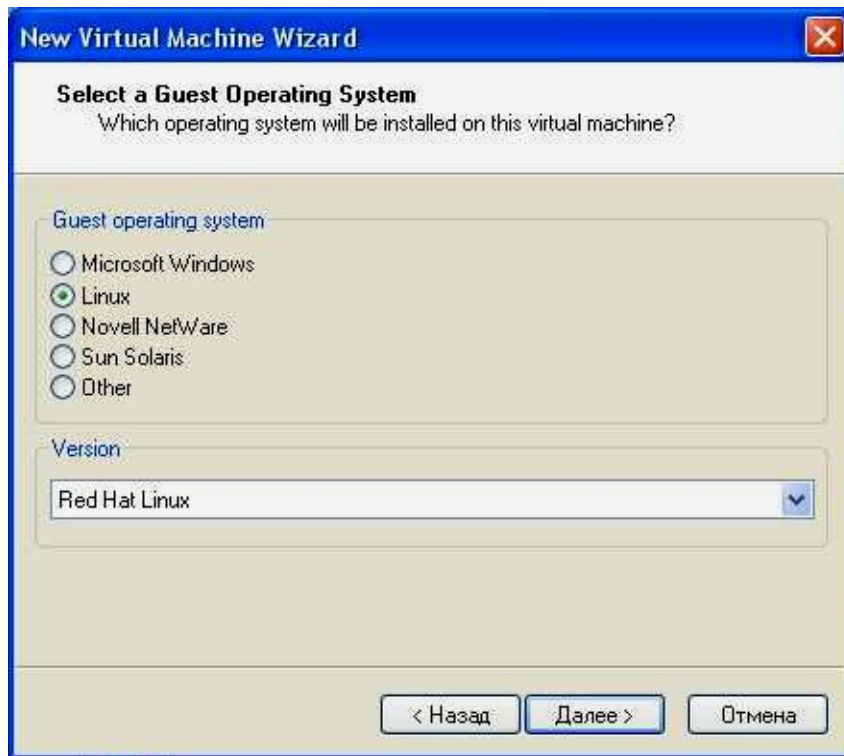 New Virtual Machine Wizard
Select a Guest Operating System
Which operating system will be installed on this virtual machine?
Guest operating system
Microsoft Windows
Linux
Novell NetWare
Sun Solaris
Other
Version
Red Hat Linux
< Назад Далее > Отмена